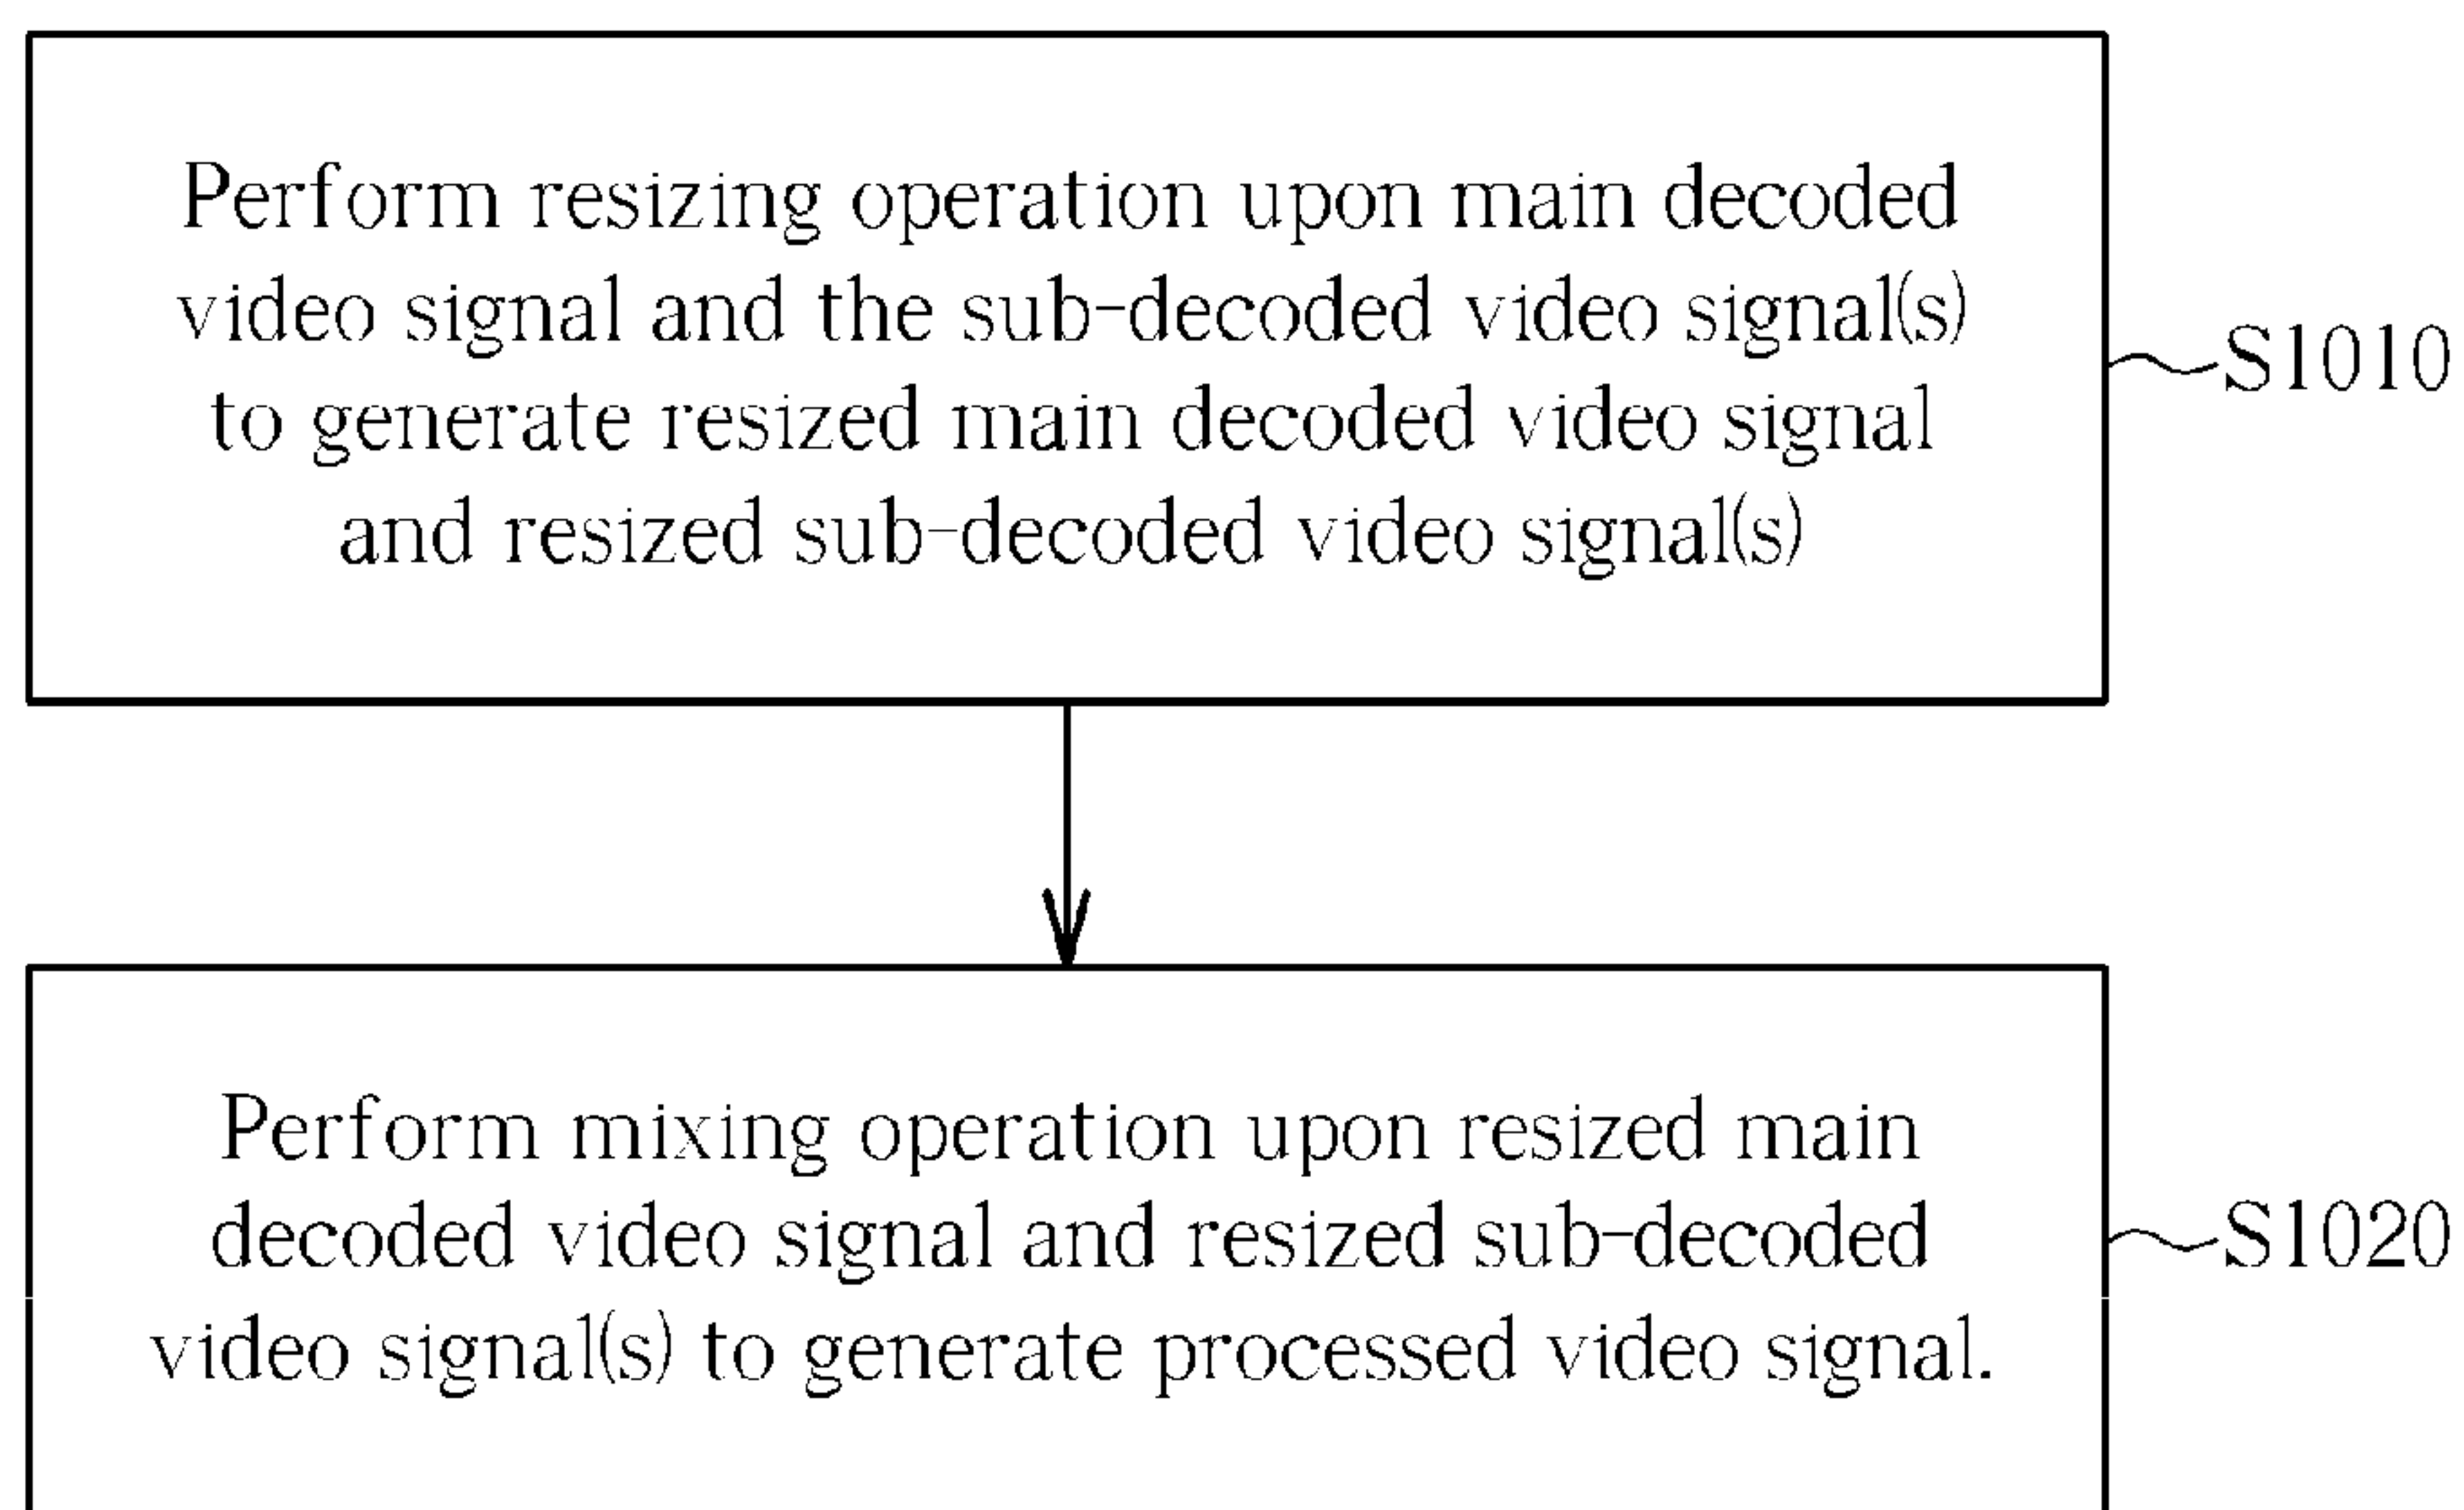 Perform resizing operation upon main decoded
video signal and the sub-decoded video signal(s)
to generate resized main decoded video signal
and resized sub-decoded video signal(s)
S1010
Perform mixing operation upon resized main
decoded video signal and resized sub-decoded
video signal(s) to generate processed video signal.
S1020